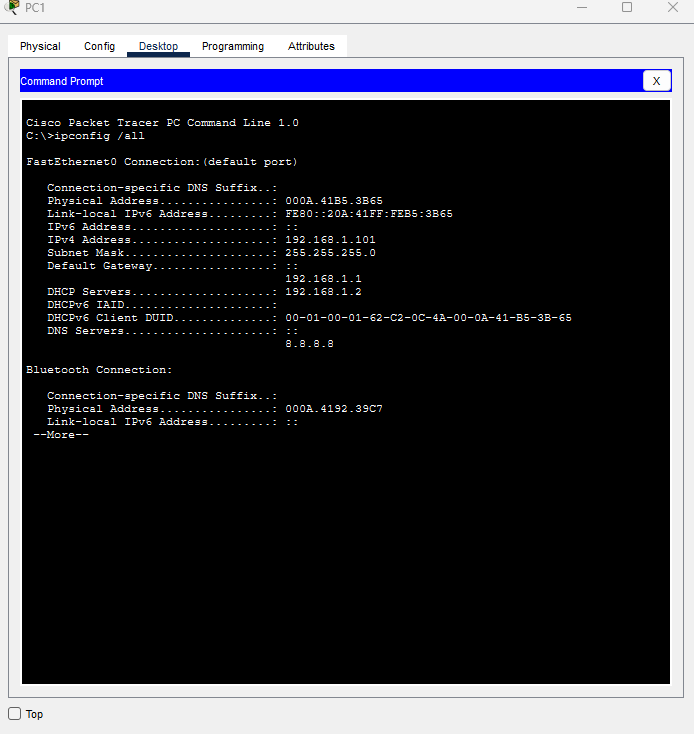 PC1
Physical Config Desktop Programming Attributes
Command Prompt X
Cisco Packet Tracer PC Command Line 1.0
C:\>ipconfig /all
FastEthernet0 Connection:(default port)
Connection-specific DNS Suffix..:
Physical Address................: 000A.41B5.3B65
Link-local IPv6 Address.........: FE80::20A:41FF:FEB5:3B65
IPv6 Address....................: ::
IPv4 Address....................: 192.168.1.101
Subnet Mask.....................: 255.255.255.0
Default Gateway.................: ::
192.168.1.1
DHCP Servers....................: 192.168.1.2
DHCPv6 IAID.....................:
DHCPv6 Client DUID..............: 00-01-00-01-62-C2-0C-4A-00-0A-41-B5-3B-65
DNS Servers.....................: ::
8.8.8.8
Bluetooth Connection:
Connection-specific DNS Suffix..:
Physical Address................: 000A.4192.39C7
Link-local IPv6 Address.........: ::
--More--
Top